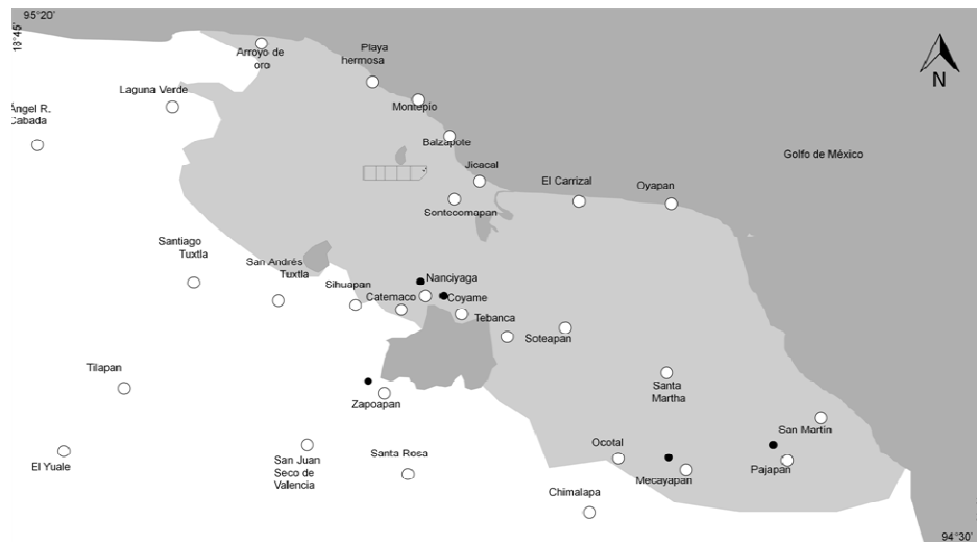 95°20'
18°45'
Arroyo de
oro
Playa
hermosa
N
Laguna Verde
Montepío
Ángel R.
Cabada
Balzapote
Golfo de México
Jicacal
El Carrizal
Oyapan
Sontecomapan
Santiago
Tuxtla
San Andrés
Tuxtla
Sihuapan
Nanciyaga
Catemaco
Coyame
Tebanca
Soteapan
Tilapan
Santa
Martha
Zapoapan
San Martín
Ocotal
El Yuale
San Juan
Seco de
Valencia
Santa Rosa
Pajapan
Mecayapan
Chimalapa
94°30'